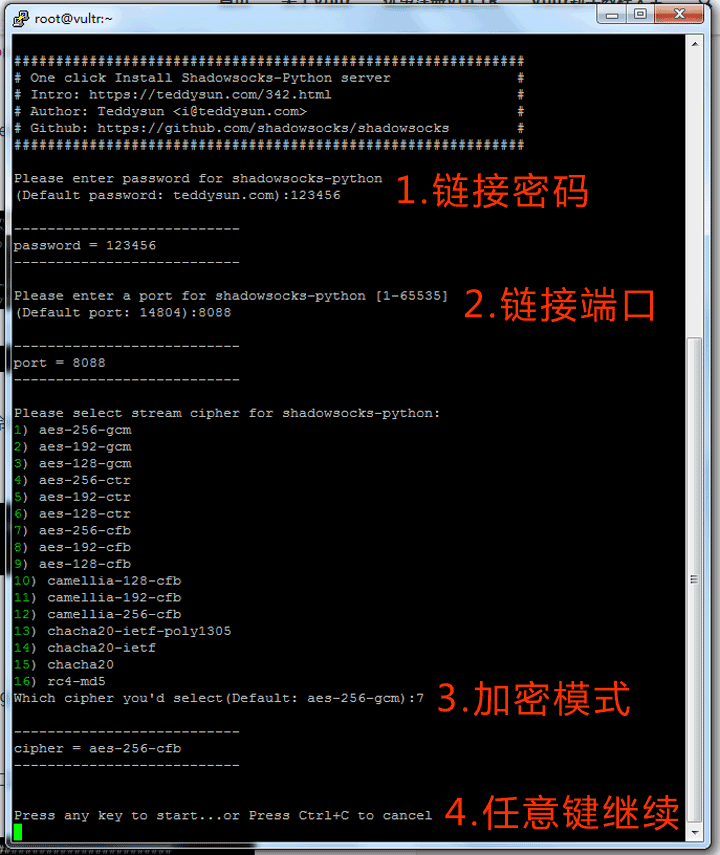 root@vultr:~
############################################################
# One click Install Shadowsocks-Python server #
# Intro: https://teddysun.com/342.html #
# Author: Teddysun <i@teddysun.com> #
# Github: https://github.com/shadowsocks/shadowsocks #
############################################################
Please enter password for shadowsocks-python
(Default password: teddysun.com):123456
1.链接密码
---------------------------
password = 123456
---------------------------
Please enter a port for shadowsocks-python [1-65535]
(Default port: 14804):8088
2.链接端口
---------------------------
port = 8088
---------------------------
Please select stream cipher for shadowsocks-python:
1) aes-256-gcm
2) aes-192-gcm
3) aes-128-gcm
4) aes-256-ctr
5) aes-192-ctr
6) aes-128-ctr
7) aes-256-cfb
8) aes-192-cfb
9) aes-128-cfb
10) camellia-128-cfb
11) camellia-192-cfb
12) camellia-256-cfb
13) chacha20-ietf-poly1305
14) chacha20-ietf
15) chacha20
16) rc4-md5
Which cipher you'd select(Default: aes-256-gcm):7
3.加密模式
---------------------------
cipher = aes-256-cfb
---------------------------
Press any key to start...or Press Ctrl+C to cancel
4.任意键继续